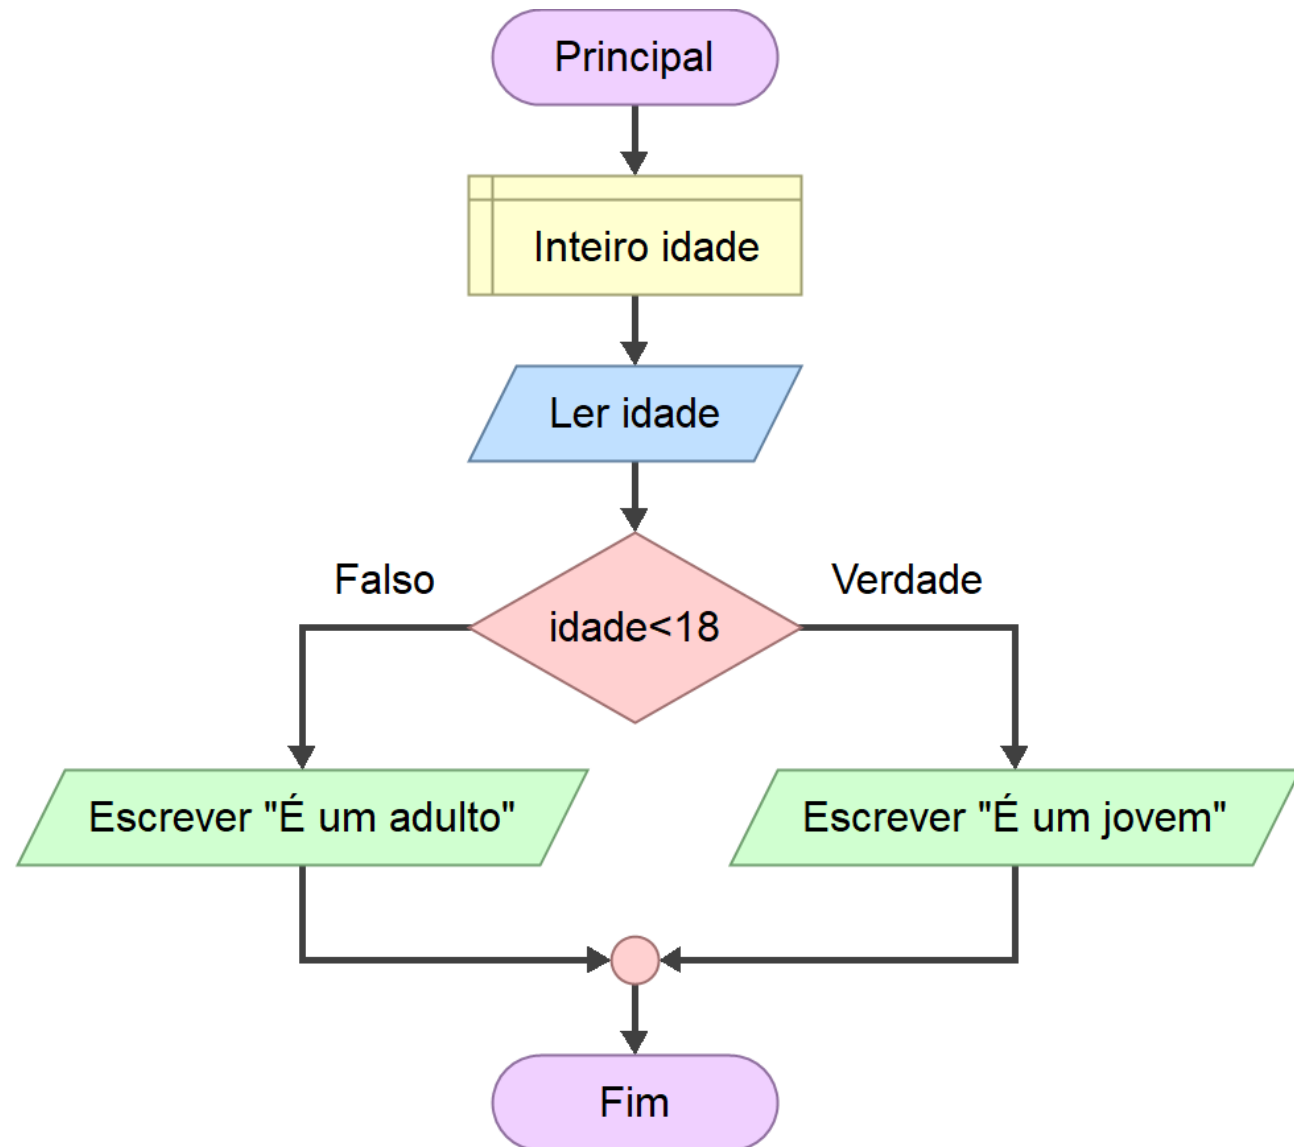 Principal
Inteiro idade
Ler idade
Falso
Verdade
idade<18
Escrever "É um adulto"
Escrever "É um jovem"
Fim